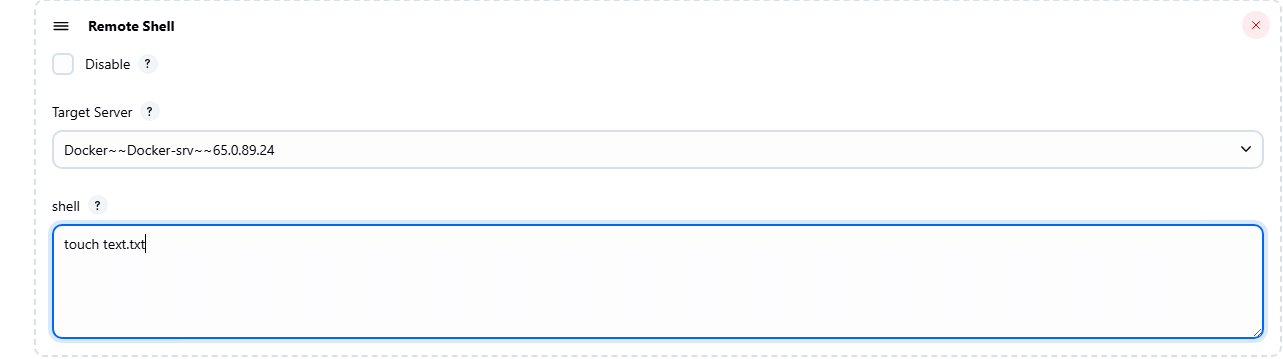 Remote Shell
Disable ?
Target Server ?
Docker~~Docker-srv~~65.0.89.24
shell ?
touch text.txt